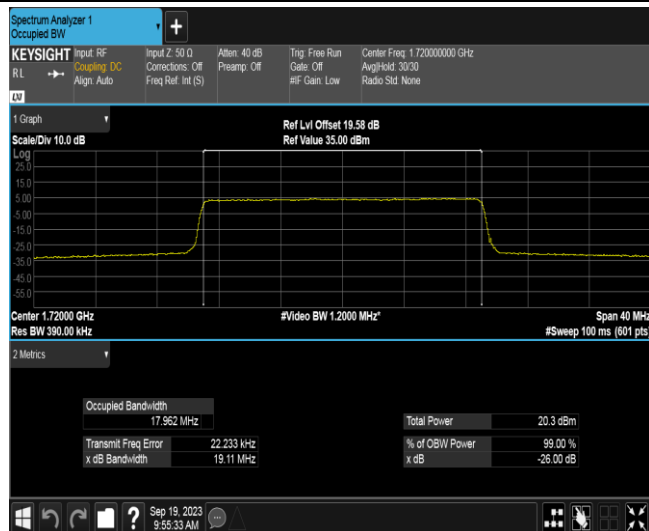 Spectrum Analyzer 1
Occupied BW
+
KEYSIGHT
RL
Input: RF
Coupling: DC
Align: Auto
Input Z: 50 Ω
Corrections: Off
Freq Ref: Int (S)
Atten: 40 dB
Preamp: Off
Trig: Free Run
Gate: Off
#IF Gain: Low
Center Freq: 1.720000000 GHz
Avg|Hold: 30/30
Radio Std: None
1 Graph
Scale/Div 10.0 dB
Ref Lvl Offset 19.58 dB
Ref Value 35.00 dBm
Log
25.0
15.0
5.00
-5.00
-15.0
-25.0
-35.0
-45.0
-55.0
Center 1.72000 GHz
Res BW 390.00 kHz
#Video BW 1.2000 MHz*
Span 40 MHz
#Sweep 100 ms (601 pts)
2 Metrics
Occupied Bandwidth
17.962 MHz
Transmit Freq Error 22.233 kHz
x dB Bandwidth 19.11 MHz
Total Power 20.3 dBm
% of OBW Power 99.00 %
x dB -26.00 dB
?
Sep 19, 2023
9:55:33 AM